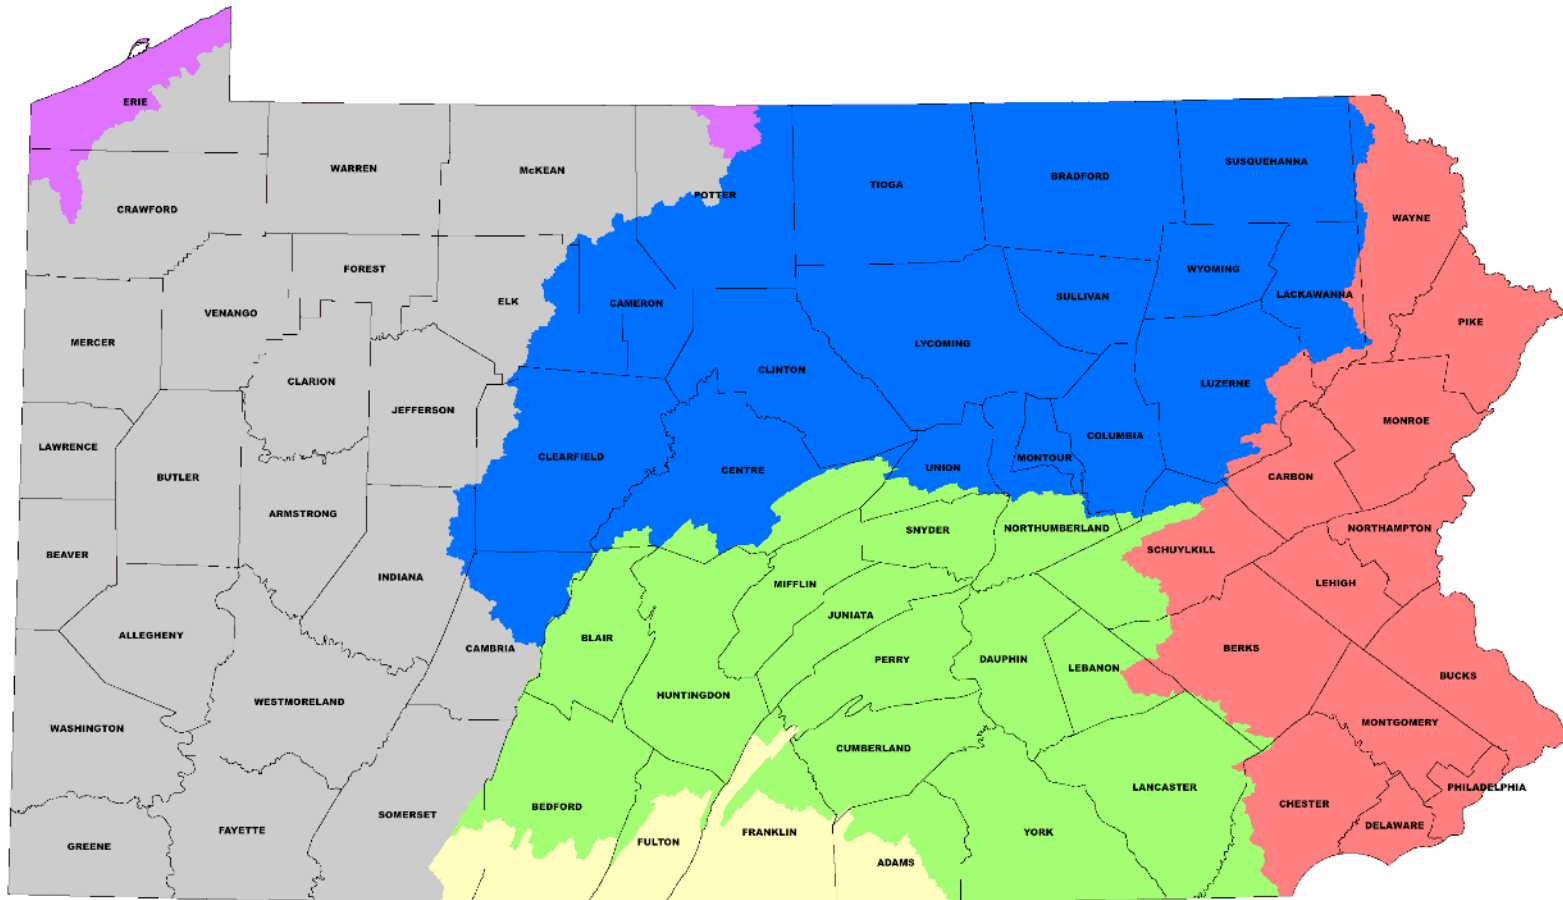 ERIE
WARREN
McKEAN
POTTER
TIOGA
BRADFORD
SUSQUEHANNA
WAYNE
CRAWFORD
FOREST
ELK
CAMERON
SULLIVAN
WYOMING
LACKAWANNA
PIKE
MERCER
VENANGO
CLARION
JEFFERSON
CLINTON
LYCOMING
LUZERNE
MONROE
LAWRENCE
BUTLER
ARMSTRONG
CLEARFIELD
CENTRE
UNION
MONTOUR
COLUMBIA
CARBON
BEAVER
INDIANA
MIFFLIN
SNYDER
NORTHUMBERLAND
SCHUYLKILL
NORTHAMPTON
LEHIGH
ALLEGHENY
CAMBRIA
BLAIR
JUNIATA
PERRY
DAUPHIN
LEBANON
BERKS
BUCKS
WASHINGTON
WESTMORELAND
HUNTINGDON
CUMBERLAND
MONTGOMERY
GREENE
FAYETTE
SOMERSET
BEDFORD
FULTON
FRANKLIN
ADAMS
YORK
LANCASTER
CHESTER
DELAWARE
PHILADELPHIA